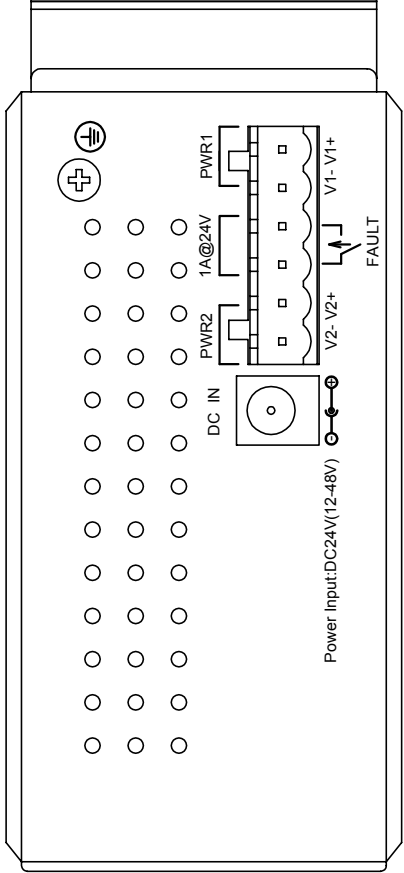 PWR2
1A@24V
PWR1
DC IN
V2- V2+
V1- V1+
FAULT
Power Input:DC24V(12-48V)